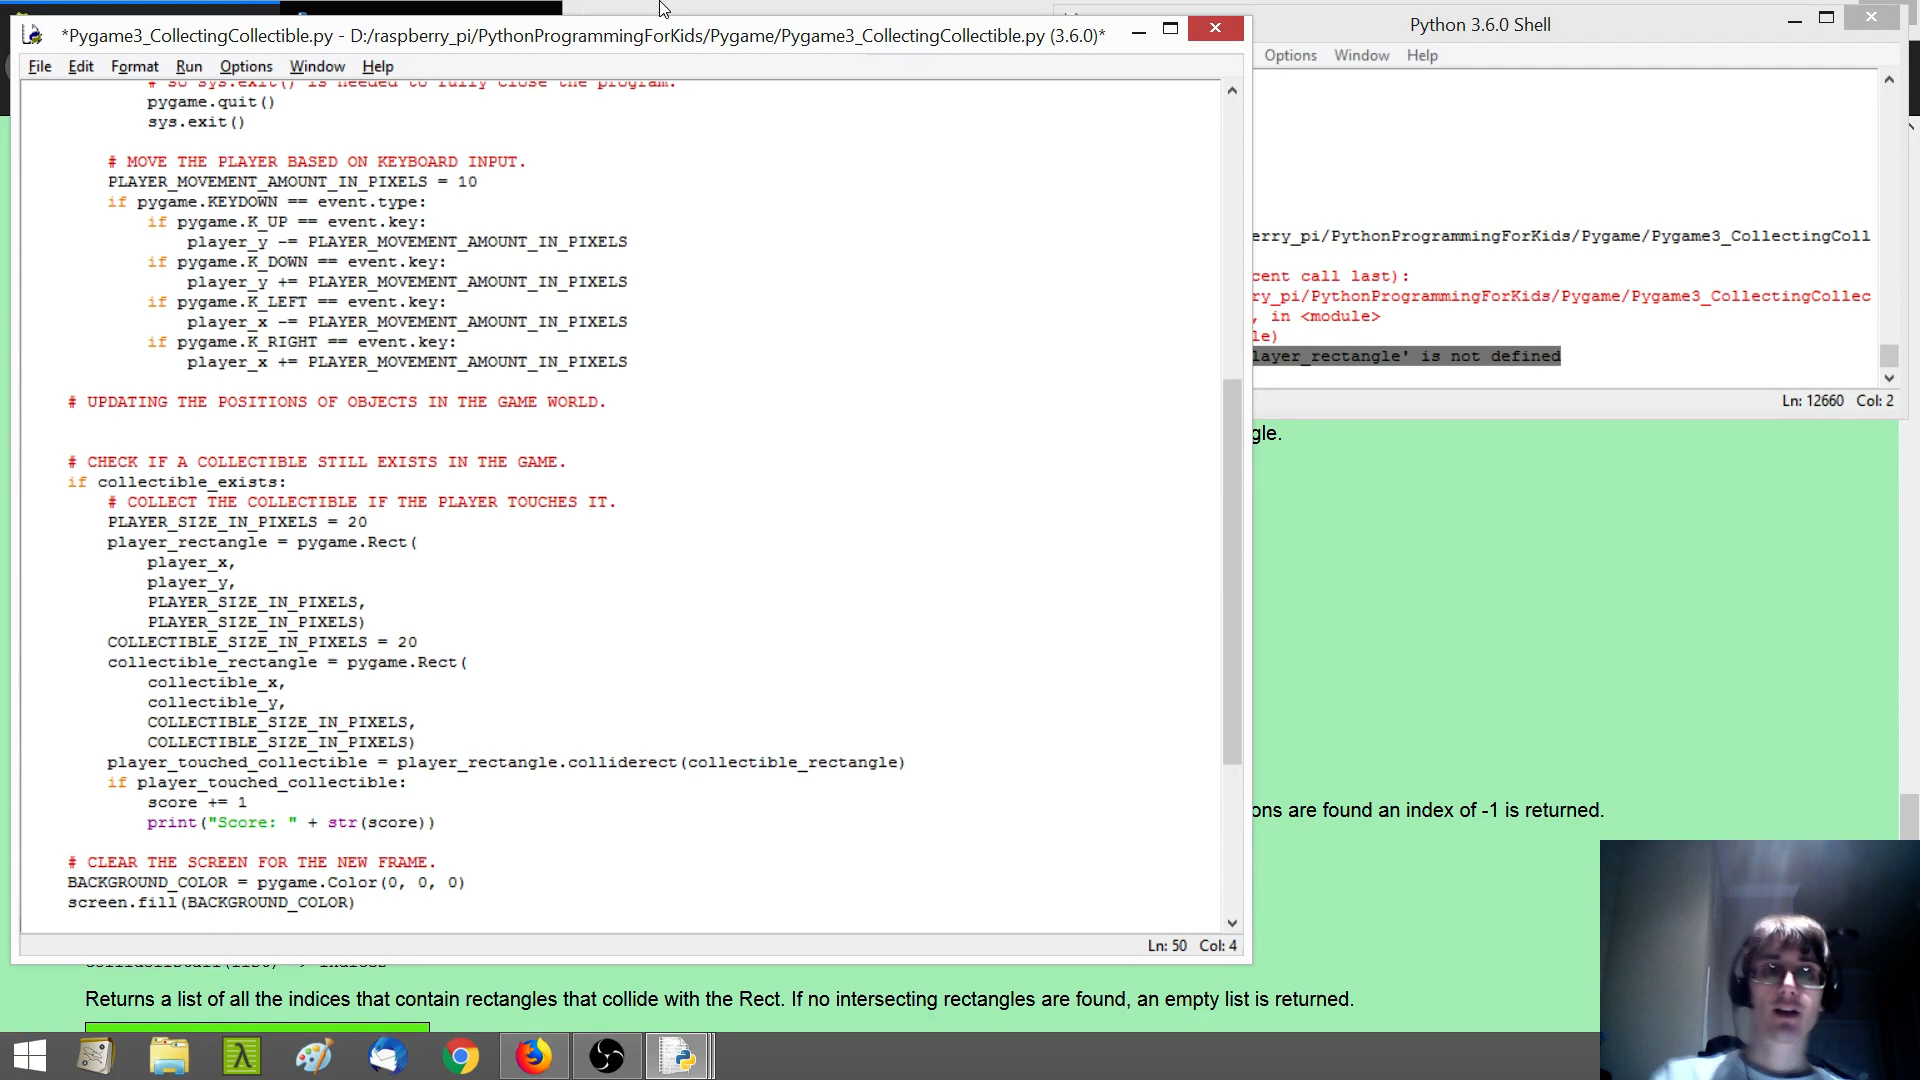 *Pygame3_CollectingCollectible.py - D:/raspberry_pi/PythonProgrammingForKids/Pygame/Pygame3_CollectingCollectible.py (3.6.0)*
File Edit Format Run Options Window Help
# so sys.exit() is needed to fully close the program.
pygame.quit()
sys.exit()
# MOVE THE PLAYER BASED ON KEYBOARD INPUT.
PLAYER_MOVEMENT_AMOUNT_IN_PIXELS = 10
if pygame.KEYDOWN == event.type:
if pygame.K_UP == event.key:
player_y -= PLAYER_MOVEMENT_AMOUNT_IN_PIXELS
if pygame.K_DOWN == event.key:
player_y += PLAYER_MOVEMENT_AMOUNT_IN_PIXELS
if pygame.K_LEFT == event.key:
player_x -= PLAYER_MOVEMENT_AMOUNT_IN_PIXELS
if pygame.K_RIGHT == event.key:
player_x += PLAYER_MOVEMENT_AMOUNT_IN_PIXELS
# UPDATING THE POSITIONS OF OBJECTS IN THE GAME WORLD.
# CHECK IF A COLLECTIBLE STILL EXISTS IN THE GAME.
if collectible_exists:
# COLLECT THE COLLECTIBLE IF THE PLAYER TOUCHES IT.
PLAYER_SIZE_IN_PIXELS = 20
player_rectangle = pygame.Rect(
player_x,
player_y,
PLAYER_SIZE_IN_PIXELS,
PLAYER_SIZE_IN_PIXELS)
COLLECTIBLE_SIZE_IN_PIXELS = 20
collectible_rectangle = pygame.Rect(
collectible_x,
collectible_y,
COLLECTIBLE_SIZE_IN_PIXELS,
COLLECTIBLE_SIZE_IN_PIXELS)
player_touched_collectible = player_rectangle.colliderect(collectible_rectangle)
if player_touched_collectible:
score += 1
print("Score: " + str(score))
# CLEAR THE SCREEN FOR THE NEW FRAME.
BACKGROUND_COLOR = pygame.Color(0, 0, 0)
screen.fill(BACKGROUND_COLOR)
Ln: 50 Col: 4
Python 3.6.0 Shell
Options Window Help
erry_pi/PythonProgrammingForKids/Pygame/Pygame3_CollectingColl
cent call last):
ry_pi/PythonProgrammingForKids/Pygame/Pygame3_CollectingCollec
, in <module>
le)
layer_rectangle' is not defined
Ln: 12660 Col: 2
gle.
ons are found an index of -1 is returned.
Returns a list of all the indices that contain rectangles that collide with the Rect. If no intersecting rectangles are found, an empty list is returned.